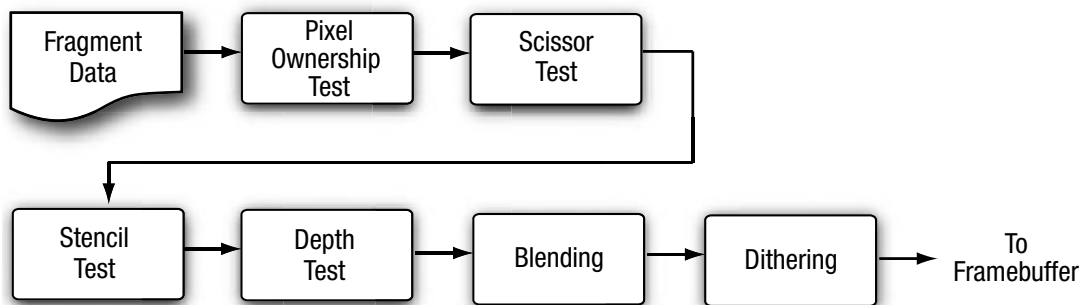 Fragment
Data
Pixel
Ownership
Test
Scissor
Test
Stencil
Test
Depth
Test
Blending
Dithering
To
Framebuffer